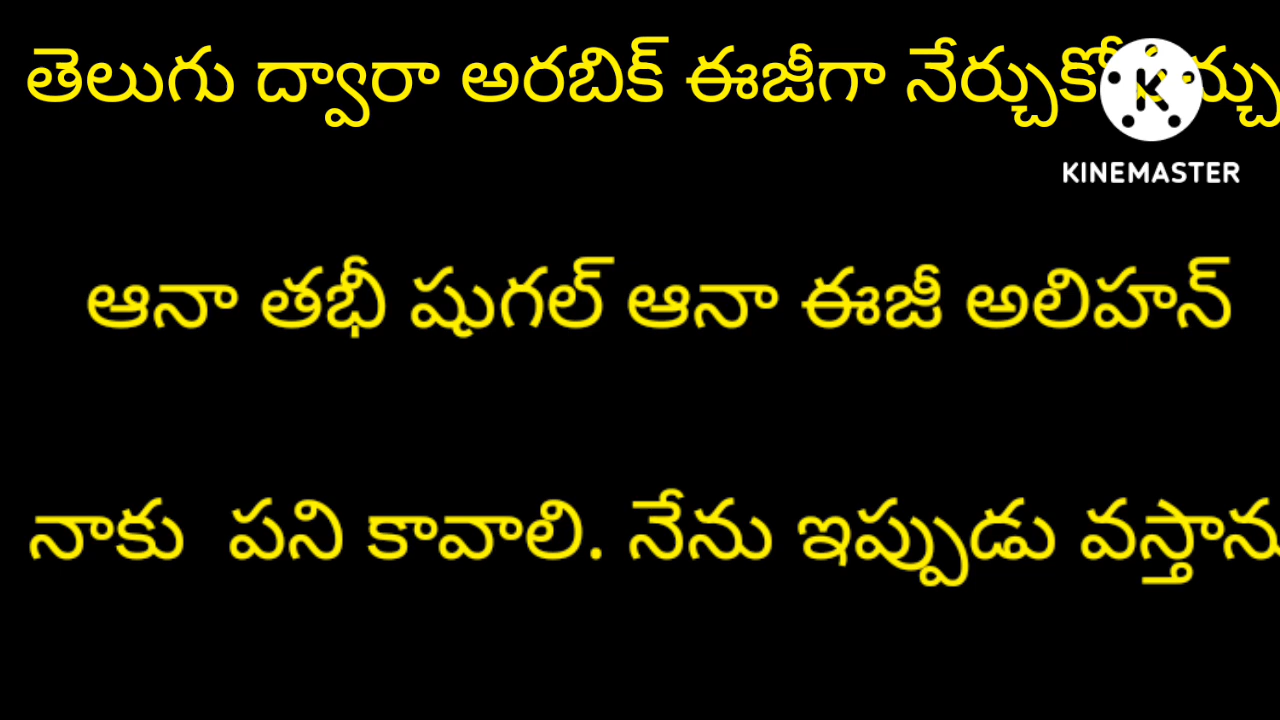 తెలుగు ద్వారా అరబిక్ ఈజీగా
KINEMASTER
ఆనా తభీ షుగల్ ఆనా ఈజీ అలిహన్
నాకు పని కావాలి. నేను ఇప్పుడు వస్తాను